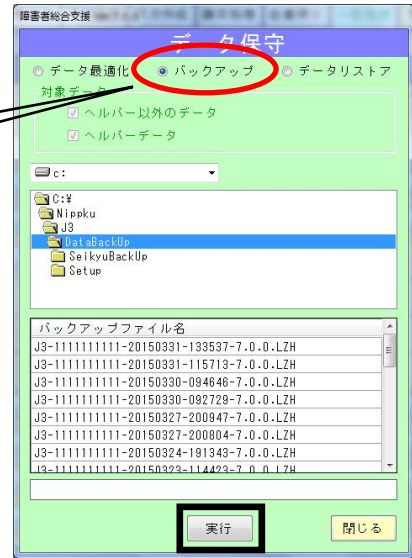 障害者総合支援
データ保守
データ最適化 バックアップ データリストア
対象データ
ヘルパー以外のデータ
ヘルパーデータ
c:
C:¥
Nippku
J3
DataBackUp
SeikyuBackUp
Setup
バックアップファイル名
J3-1111111111-20150331-133537-7.0.0.LZH
J3-1111111111-20150331-115713-7.0.0.LZH
J3-1111111111-20150330-094646-7.0.0.LZH
J3-1111111111-20150330-092729-7.0.0.LZH
J3-1111111111-20150327-200947-7.0.0.LZH
J3-1111111111-20150327-200804-7.0.0.LZH
J3-1111111111-20150324-191343-7.0.0.LZH
J3-1111111111-20150323-114423-7.0.0.LZH
実行 閉じる